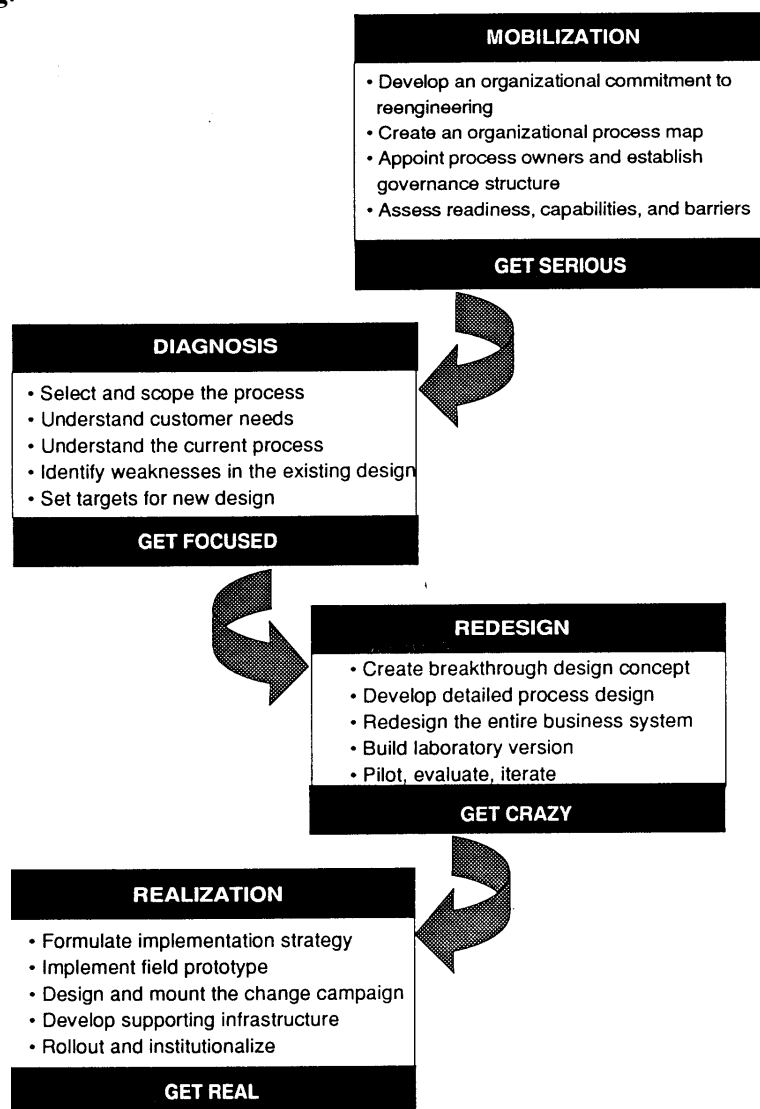 MOBILIZATION
• Develop an organizational commitment to
reengineering
• Create an organizational process map
• Appoint process owners and establish
governance structure
• Assess readiness, capabilities, and barriers
GET SERIOUS
DIAGNOSIS
• Select and scope the process
• Understand customer needs
• Understand the current process
• Identify weaknesses in the existing design
• Set targets for new design
GET FOCUSED
REDESIGN
• Create breakthrough design concept
• Develop detailed process design
• Redesign the entire business system
• Build laboratory version
• Pilot, evaluate, iterate
GET CRAZY
REALIZATION
• Formulate implementation strategy
• Implement field prototype
• Design and mount the change campaign
• Develop supporting infrastructure
• Rollout and institutionalize
GET REAL